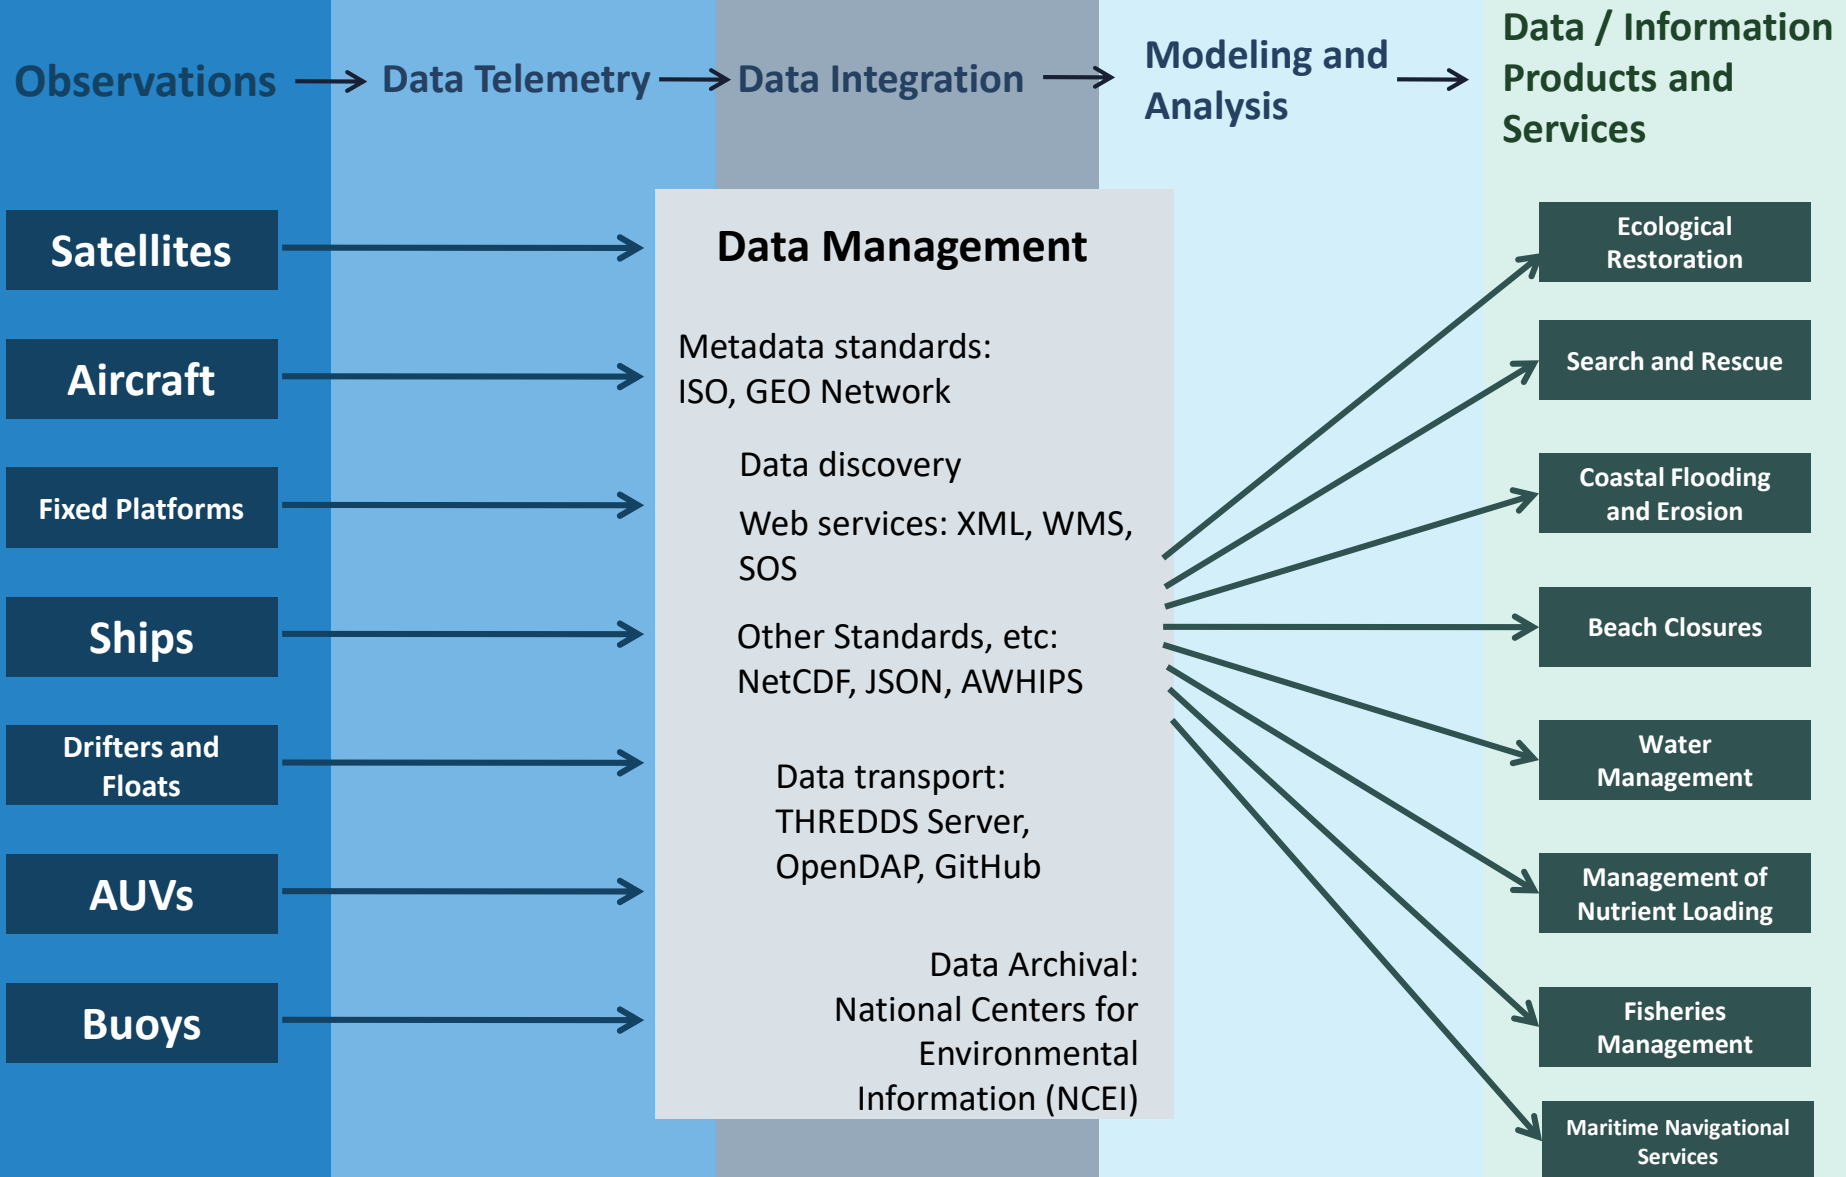 Observations
Data Telemetry
Data Integration
Modeling and
Analysis
Data / Information
Products and
Services
Satellites
Aircraft
Fixed Platforms
Ships
Drifters and
Floats
AUVs
Buoys
Data Management
Metadata standards:
ISO, GEO Network
Data discovery
Web services: XML, WMS,
SOS
Other Standards, etc:
NetCDF, JSON, AWHIPS
Data transport:
THREDDS Server,
OpenDAP, GitHub
Data Archival:
National Centers for
Environmental
Information (NCEI)
Ecological
Restoration
Search and Rescue
Coastal Flooding
and Erosion
Beach Closures
Water
Management
Management of
Nutrient Loading
Fisheries
Management
Maritime Navigational
Services